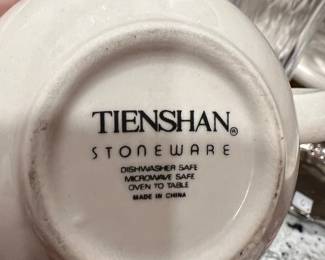 TIENSHAN®
STONEWARE
DISHWASHER SAFE
MICROWAVE SAFE
OVEN TO TABLE
MADE IN CHINA